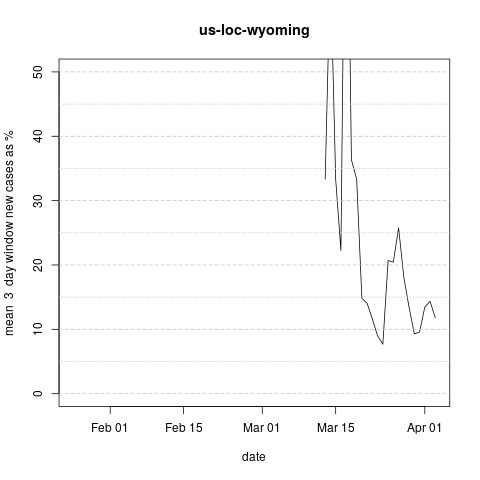 us-loc-wyoming
mean  3  day window new cases as %
50
40
30
20
10
0
Feb 01
Feb 15
Mar 01
Mar 15
Apr 01
date